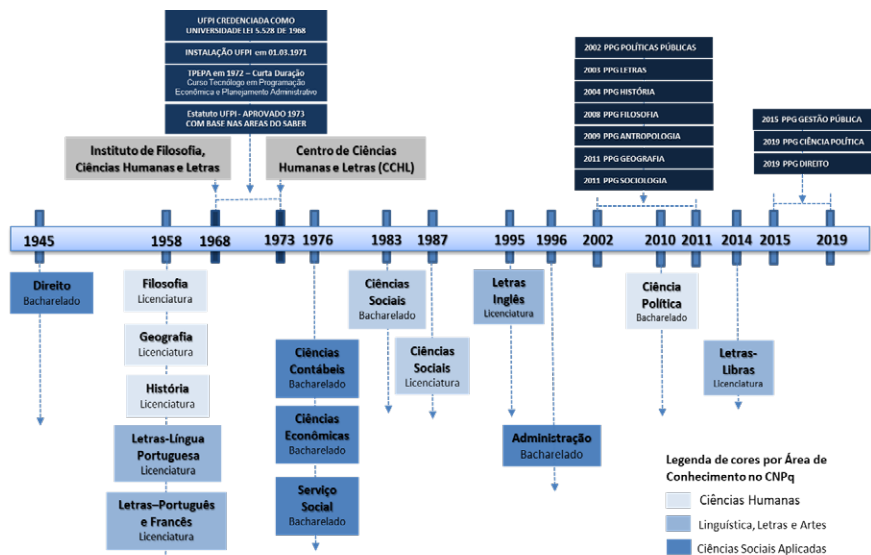 UFPI CREDENCIADA COMO
UNIVERSIDADE LEI 5.528 DE 1968
INSTALAÇÃO UFPI em 01.03.1971
TPEPA em 1972 – Curta Duração
Curso Tecnólogo em Programação
Econômica e Planejamento Administrativo
Estatuto UFPI - APROVADO 1973
COM BASE NAS AREAS DO SABER
Instituto de Filosofia,
Ciências Humanas e Letras
Centro de Ciências
Humanas e Letras (CCHL)
2002 PPG POLÍTICAS PÚBLICAS
2003 PPG LETRAS
2004 PPG HISTÓRIA
2008 PPG FILOSOFIA
2009 PPG ANTROPOLOGIA
2011 PPG GEOGRAFIA
2011 PPG SOCIOLOGIA
2015 PPG GESTÃO PÚBLICA
2019 PPG CIÊNCIA POLÍTICA
2019 PPG DIREITO
1945 1958 1968 1973 1976 1983 1987 1995 1996 2002 2010 2011 2014 2015 2019
Direito
Bacharelado
Filosofia
Licenciatura
Geografia
Licenciatura
História
Licenciatura
Letras-Língua
Portuguesa
Licenciatura
Letras–Português
e Francês
Licenciatura
Ciências
Contábeis
Bacharelado
Ciências
Econômicas
Bacharelado
Serviço
Social
Bacharelado
Ciências
Sociais
Bacharelado
Ciências
Sociais
Licenciatura
Letras
Inglês
Licenciatura
Administração
Bacharelado
Ciência
Política
Bacharelado
Letras-
Libras
Licenciatura
Legenda de cores por Área de
Conhecimento no CNPq
Ciências Humanas
Linguística, Letras e Artes
Ciências Sociais Aplicadas